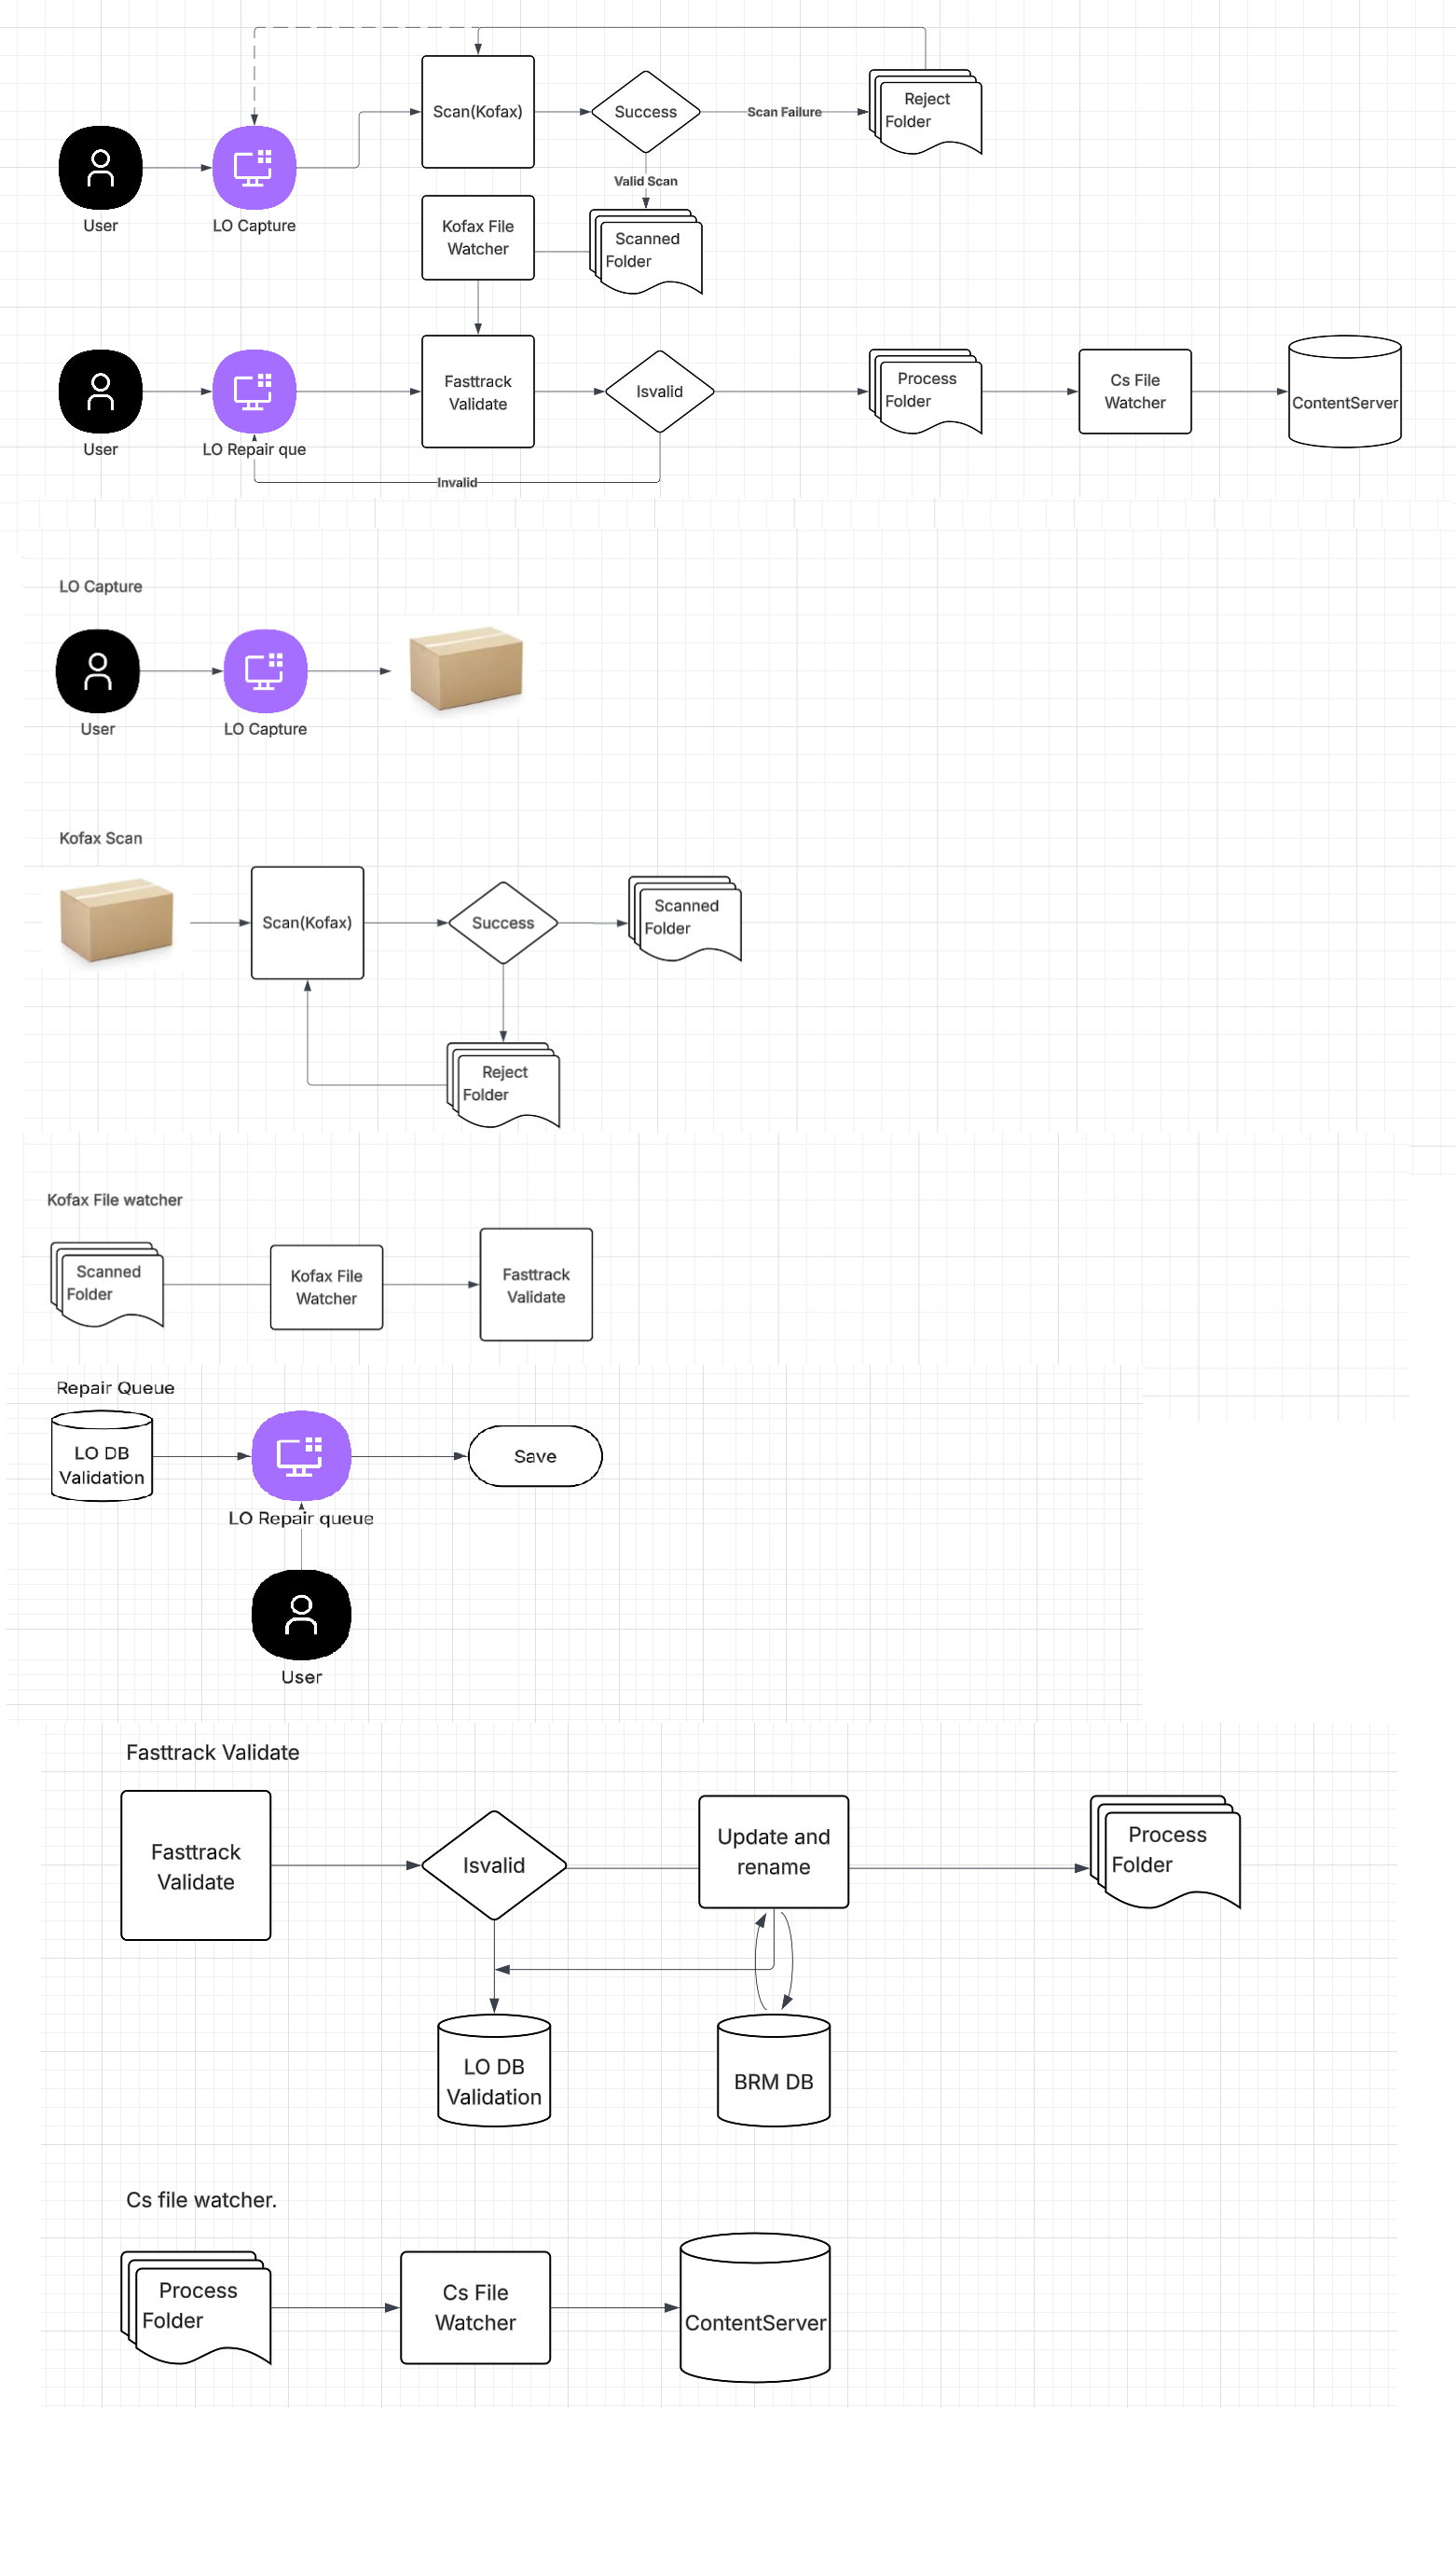 Scan(Kofax)
Success
Scan Failure
Reject
Folder
User
LO Capture
Valid Scan
Kofax File
Watcher
Scanned
Folder
User
LO Repair que
Fasttrack
Validate
Isvalid
Process
Folder
Cs File
Watcher
ContentServer
Invalid
LO Capture
User
LO Capture
Kofax Scan
Scan(Kofax)
Success
Scanned
Folder
Reject
Folder
Kofax File watcher
Scanned
Folder
Kofax File
Watcher
Fasttrack
Validate
Repair Queue
LO DB
Validation
LO Repair queue
Save
User
Fasttrack Validate
Fasttrack
Validate
Isvalid
Update and
rename
Process
Folder
LO DB
Validation
BRM DB
Cs file watcher.
Process
Folder
Cs File
Watcher
ContentServer